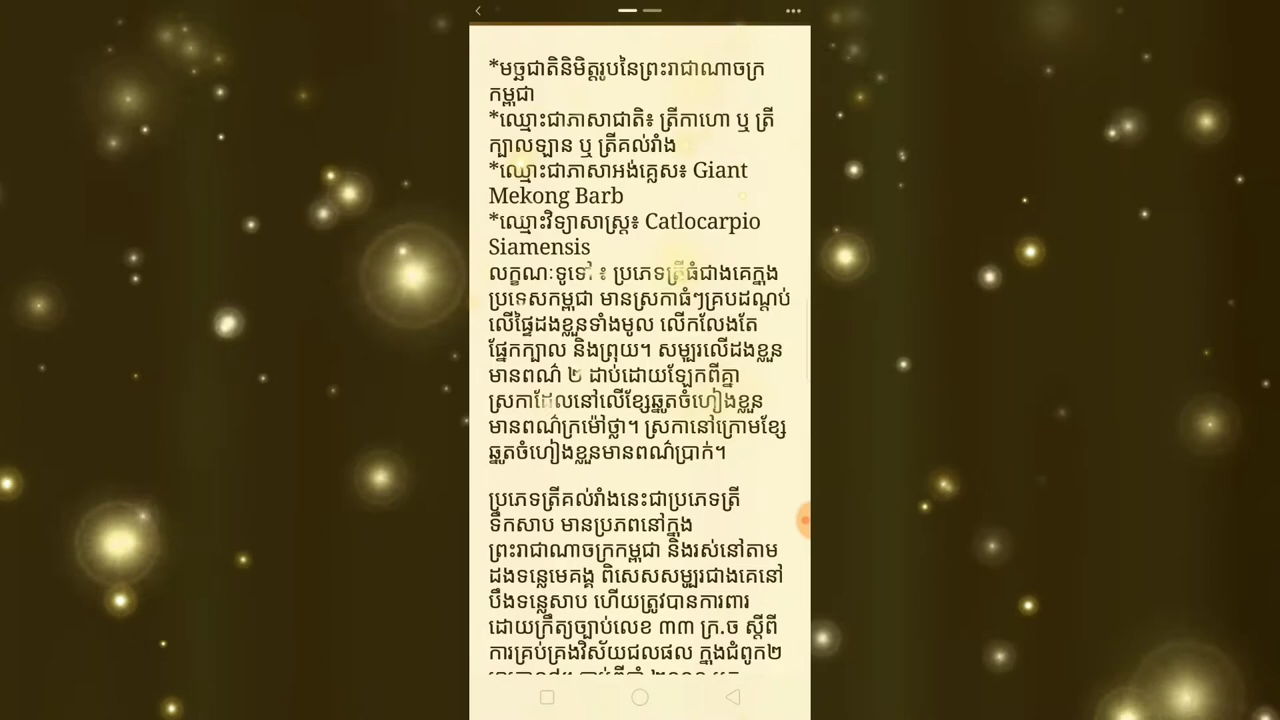 *មច្ឆជាតិនិមិត្តរូបនៃព្រះរាជាណាចក្រ
កម្ពុជា
*ឈ្មោះជាភាសាជាតិ៖ ត្រីកាហោ ឬ ត្រី
ក្បាលឡាន ឬ ត្រីគល់រាំង
*ឈ្មោះជាភាសាអង់គ្លេស៖ Giant
Mekong Barb
*ឈ្មោះវិទ្យាសាស្ត្រ៖ Catlocarpio
Siamensis
លក្ខណៈទូទៅ ៖ ប្រភេទត្រីធំជាងគេក្នុង
ប្រទេសកម្ពុជា មានស្រកាធំៗគ្របដណ្តប់
លើផ្ទៃដងខ្លួនទាំងមូល លើកលែងតែ
ផ្នែកក្បាល និងព្រុយ។ សម្បុរលើដងខ្លួន
មានពណ៌ ២ ដាប់ដោយឡែកពីគ្នា
ស្រកាដែលនៅលើខ្សែឆ្នូតចំហៀងខ្លួន
មានពណ៌ក្រម៉ៅថ្លា។ ស្រកានៅក្រោមខ្សែ
ឆ្នូតចំហៀងខ្លួនមានពណ៌ប្រាក់។
ប្រភេទត្រីគល់រាំងនេះជាប្រភេទត្រី
ទឹកសាប មានប្រភពនៅក្នុង
ព្រះរាជាណាចក្រកម្ពុជា និងរស់នៅតាម
ដងទន្លេមេគង្គ ពិសេសសម្បូរជាងគេនៅ
បឹងទន្លេសាប ហើយត្រូវបានការពារ
ដោយក្រឹត្យច្បាប់លេខ ៣៣ ក្រ.ច ស្តីពី
ការគ្រប់គ្រងវិស័យជលផល ក្នុងជំពូក២